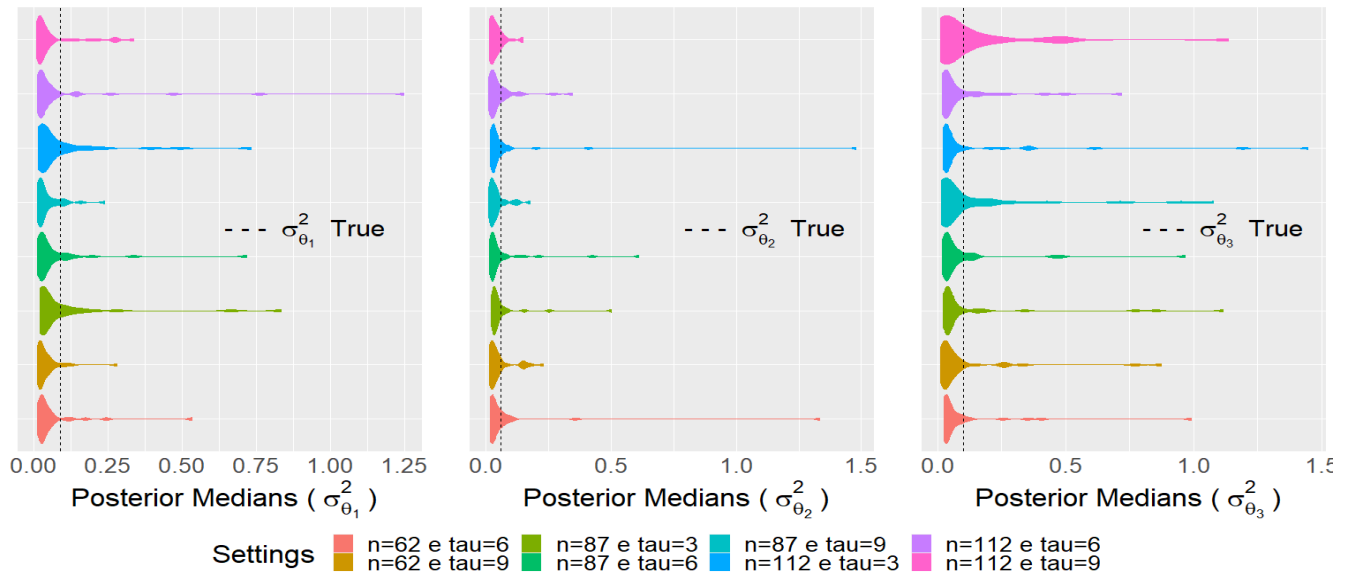 σ²θ₁ True
σ²θ₂ True
σ²θ₃ True
0.00 0.25 0.50 0.75 1.00 1.25
0.0 0.5 1.0 1.5
0.0 0.5 1.0 1.5
Posterior Medians ( σ²θ₁ )
Posterior Medians ( σ²θ₂ )
Posterior Medians ( σ²θ₃ )
Settings
n=62 e tau=6 n=87 e tau=3 n=87 e tau=9 n=112 e tau=6
n=62 e tau=9 n=87 e tau=6 n=112 e tau=3 n=112 e tau=9